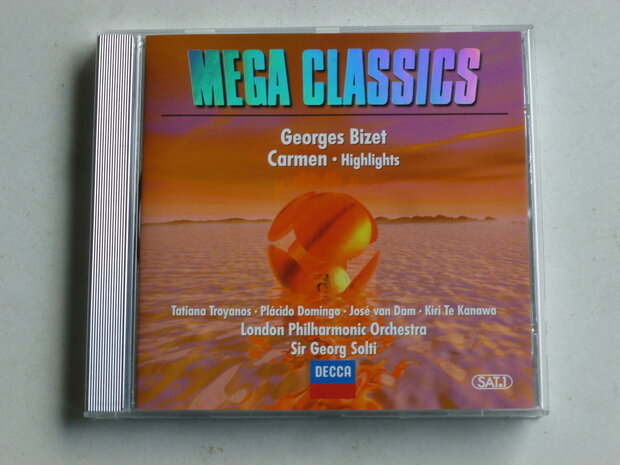 MEGA CLASSICS
Georges Bizet
Carmen · Highlights
Tatiana Troyanos · Plácido Domingo · José van Dam · Kiri Te Kanawa
London Philharmonic Orchestra
Sir Georg Solti
DECCA
SAT.1